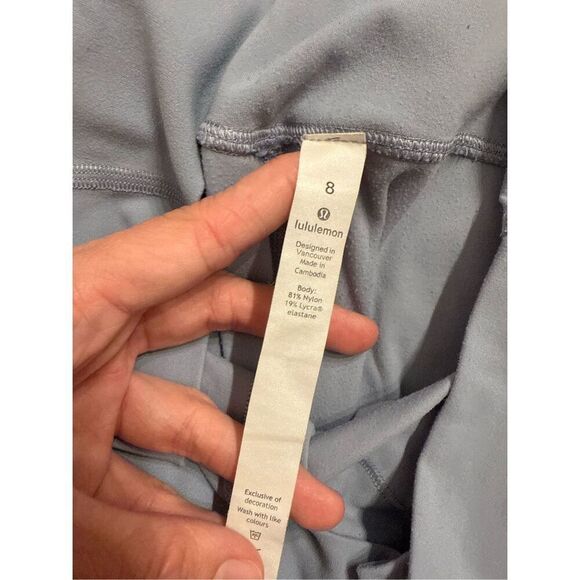 8
lululemon
Designed in
Vancouver
Made in
Cambodia
Body:
81% Nylon
19% Lycra®
elastane
Exclusive of
decoration
Wash with like
colours